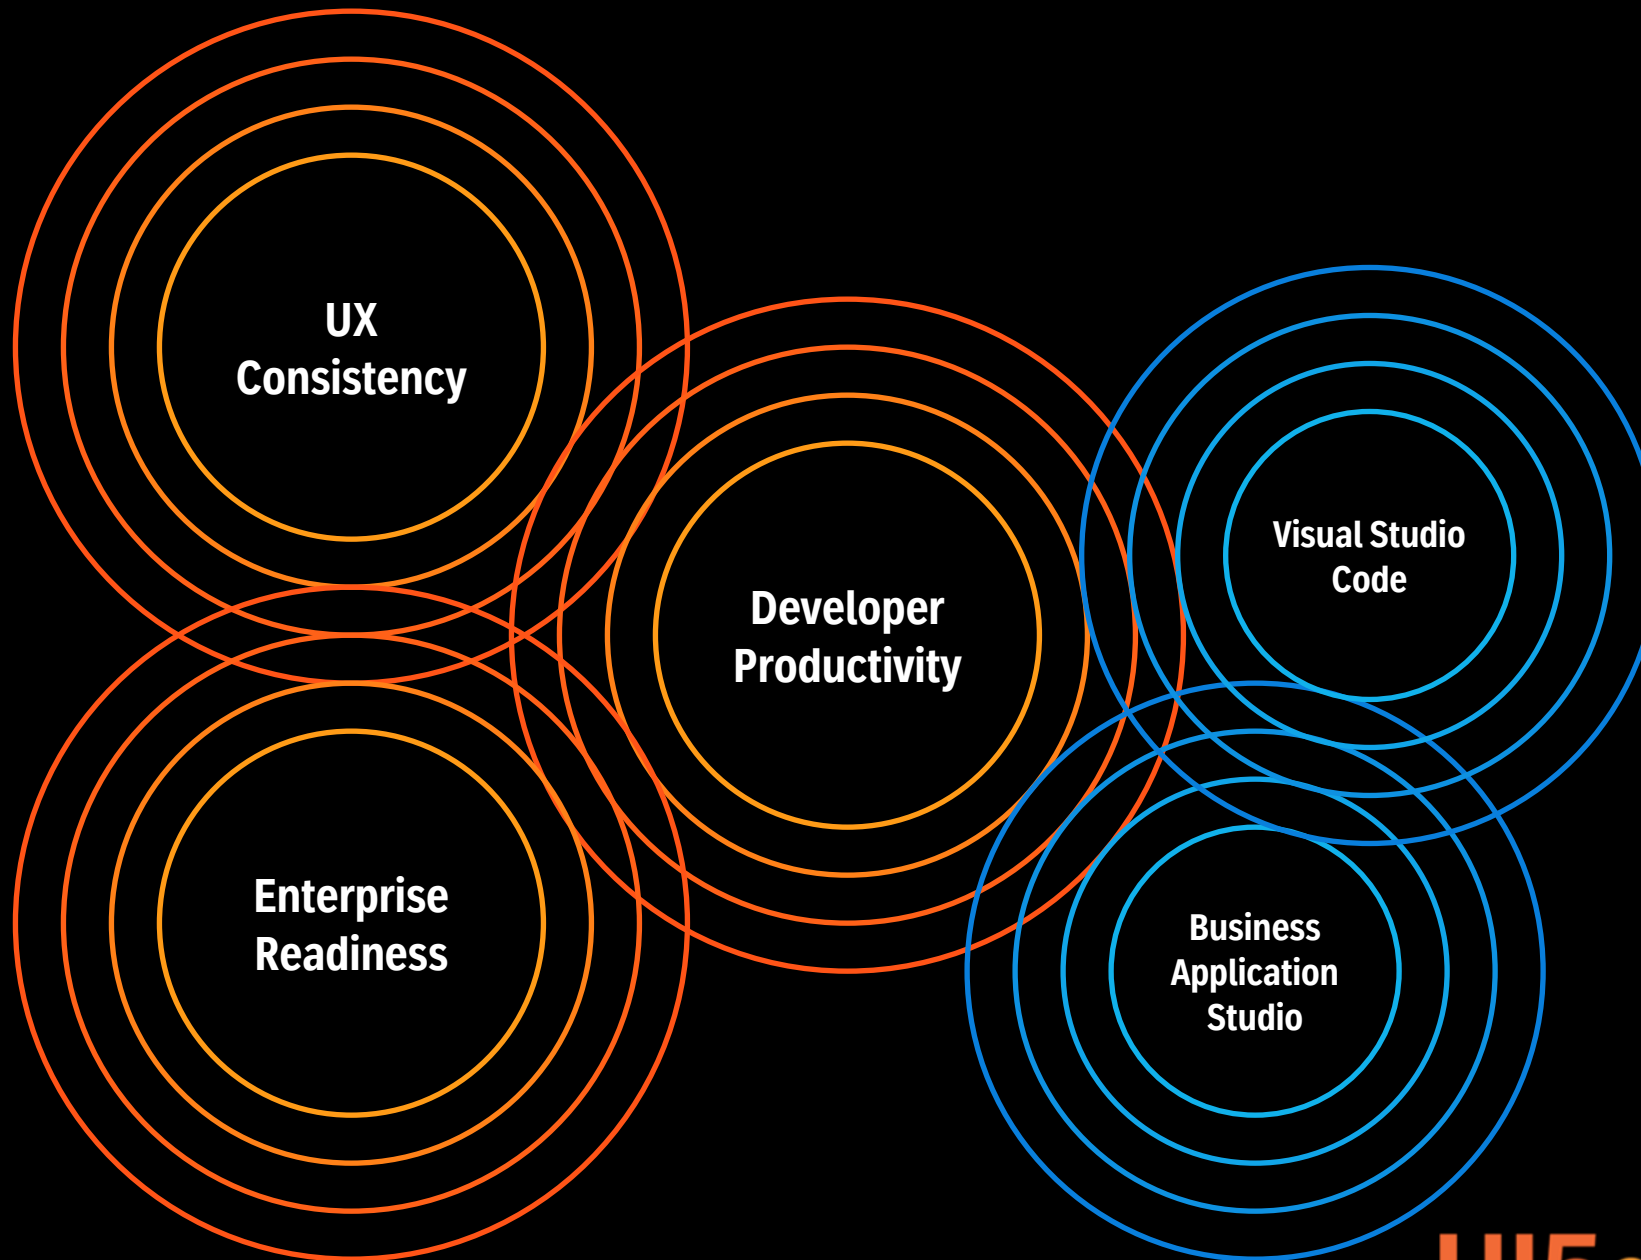 UX
Consistency
Developer
Productivity
Visual Studio
Code
Enterprise
Readiness
Business
Application
Studio